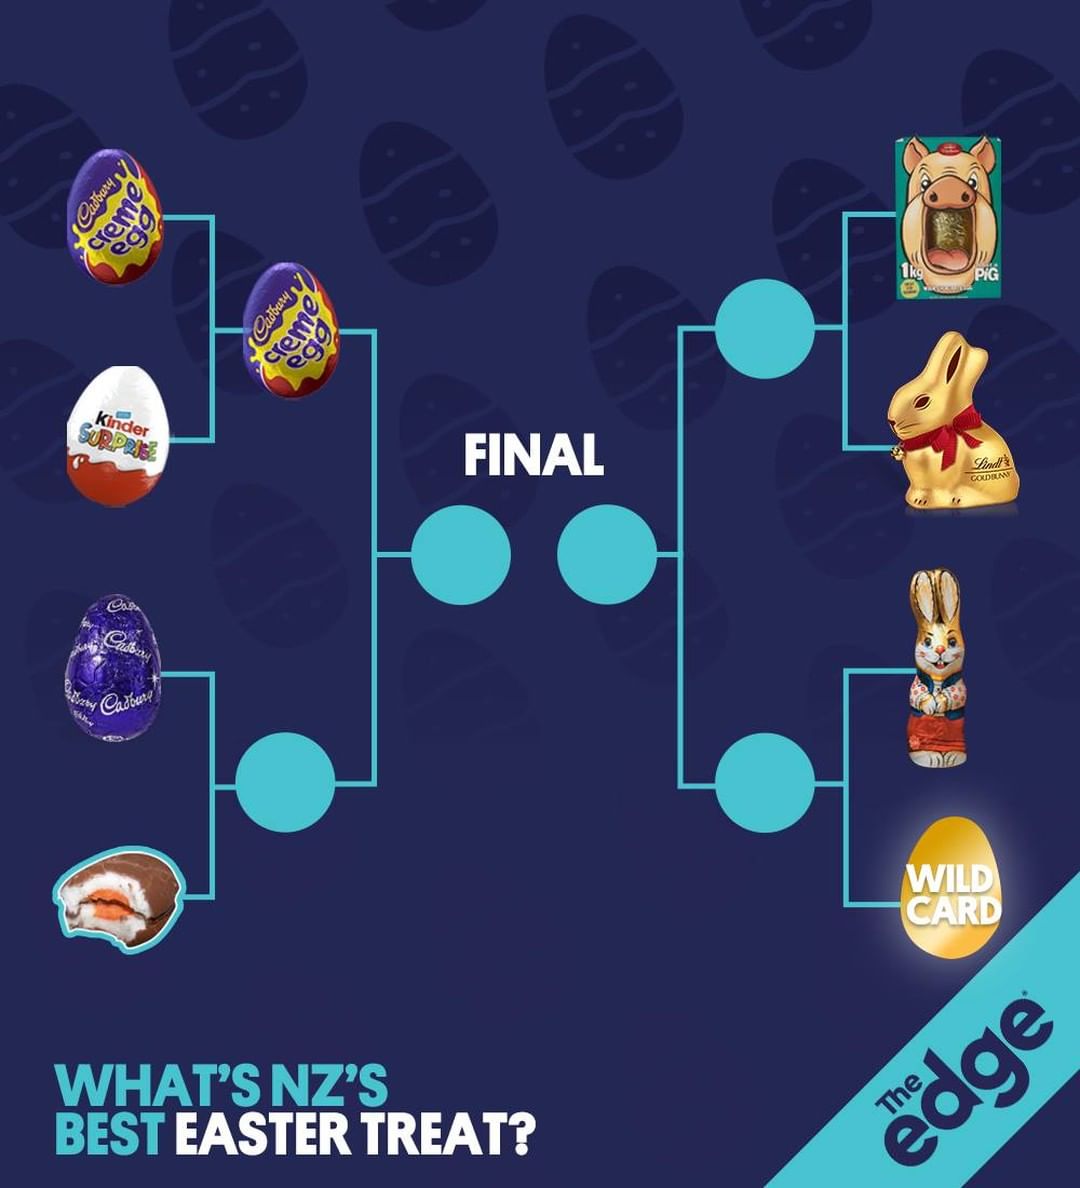 Cadbury
creme
egg
Cadbury
creme
egg
kinder
SURPRISE
FINAL
1kg
PiG
Lindt
GOLD BUNNY
Cadbury
Cadbury
Cadbury
WILD
CARD
WHAT'S NZ'S
BEST EASTER TREAT?
The
edge